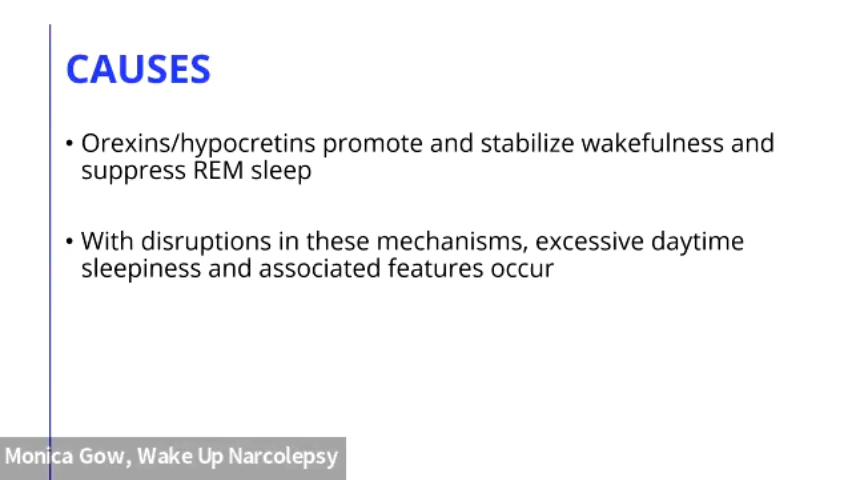 CAUSES
• Orexins/hypocretins promote and stabilize wakefulness and
suppress REM sleep
• With disruptions in these mechanisms, excessive daytime
sleepiness and associated features occur
Monica Gow, Wake Up Narcolepsy